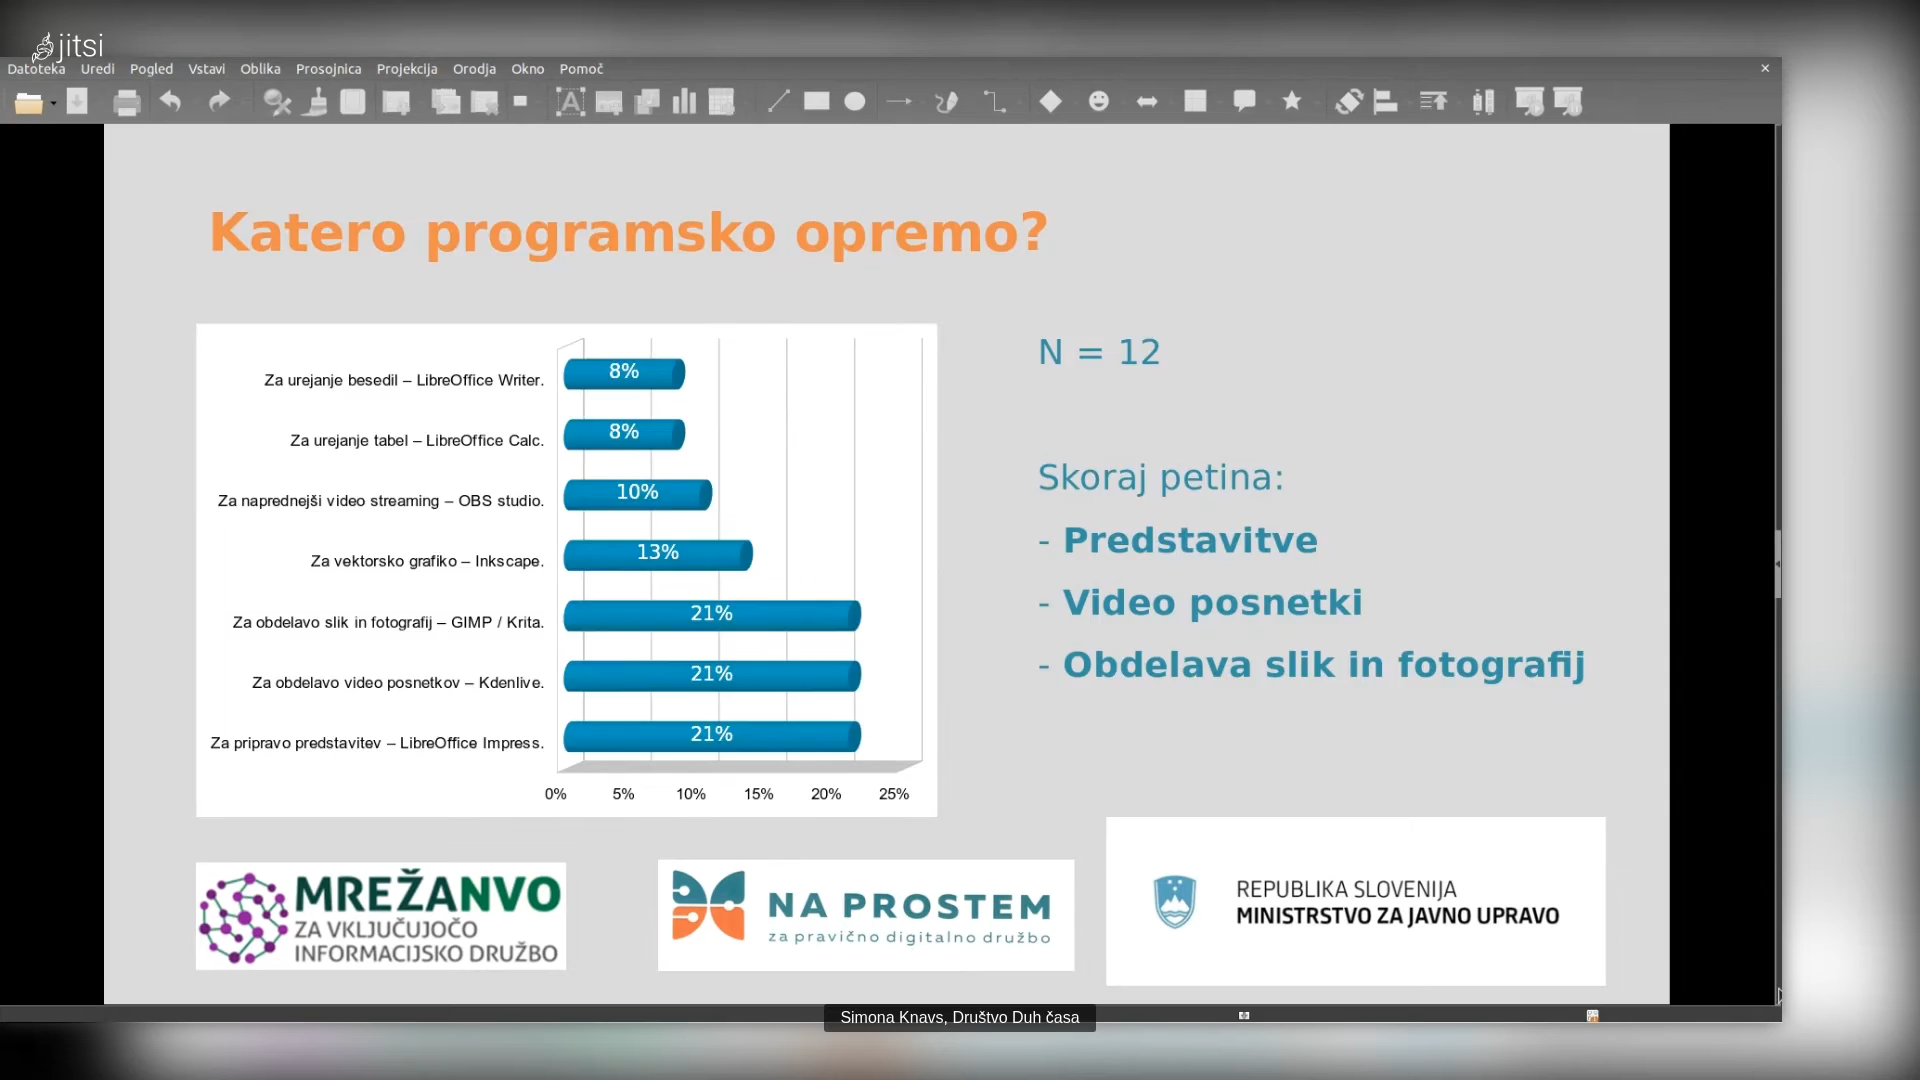 jitsi
Datoteka Uredi Pogled Vstavi Oblika Prosojnica Projekcija Orodja Okno Pomoč
Katero programsko opremo?
Za urejanje besedil – LibreOffice Writer. 8%
Za urejanje tabel – LibreOffice Calc. 8%
Za naprednejši video streaming – OBS studio. 10%
Za vektorsko grafiko – Inkscape. 13%
Za obdelavo slik in fotografij – GIMP / Krita. 21%
Za obdelavo video posnetkov – Kdenlive. 21%
Za pripravo predstavitev – LibreOffice Impress. 21%
0% 5% 10% 15% 20% 25%
N = 12
Skoraj petina:
- Predstavitve
- Video posnetki
- Obdelava slik in fotografij
MREŽANVO
ZA VKLJUČUJOČO
INFORMACIJSKO DRUŽBO
NA PROSTEM
za pravično digitalno družbo
REPUBLIKA SLOVENIJA
MINISTRSTVO ZA JAVNO UPRAVO
Simona Knavs, Društvo Duh časa